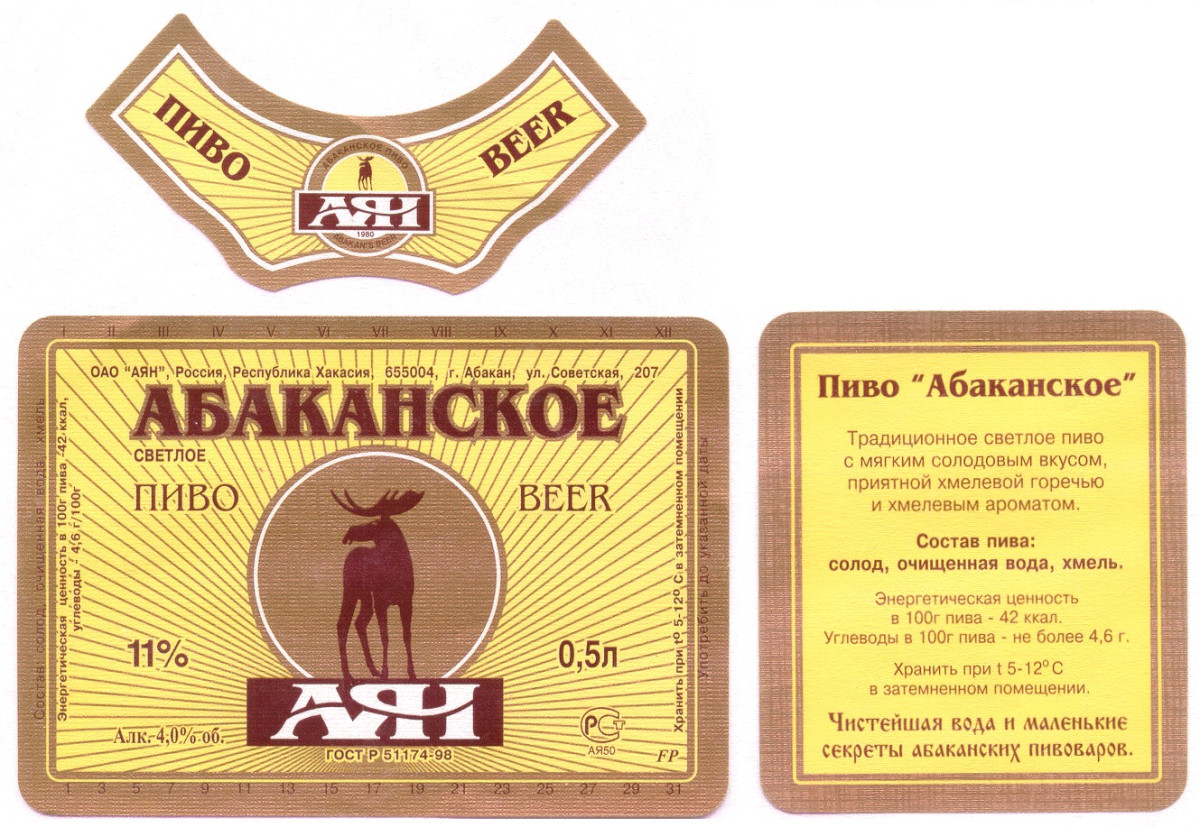 ПИВО
BEER
АБАКАНСКОЕ ПИВО
АЯН
1980
ABAKAN'S BEER
I II III IV V VI VII VIII IX X XI XII
ОАО "АЯН", Россия, Республика Хакасия, 655004, г. Абакан, ул. Советская, 207
АБАКАНСКОЕ
СВЕТЛОЕ
ПИВО
BEER
11%
0,5л
АЯН
Алк. 4,0% об.
ГОСТ Р 51174-98
РСТ
АЯ50
FP
1 3 5 7 9 11 13 15 17 19 21 23 25 27 29 31
Состав: солод, очищенная вода, хмель
Энергетическая ценность в 100г пива -42 ккал,
углеводы - 4,6 г/100г
Хранить при t° 5-12°С в затемненном помещении
Употребить до указанной даты
Пиво "Абаканское"
Традиционное светлое пиво
с мягким солодовым вкусом,
приятной хмелевой горечью
и хмелевым ароматом.
Состав пива:
солод, очищенная вода, хмель.
Энергетическая ценность
в 100г пива - 42 ккал.
Углеводы в 100г пива - не более 4,6 г.
Хранить при t 5-12°С
в затемненном помещении.
Чистейшая вода и маленькие
секреты абаканских пивоваров.